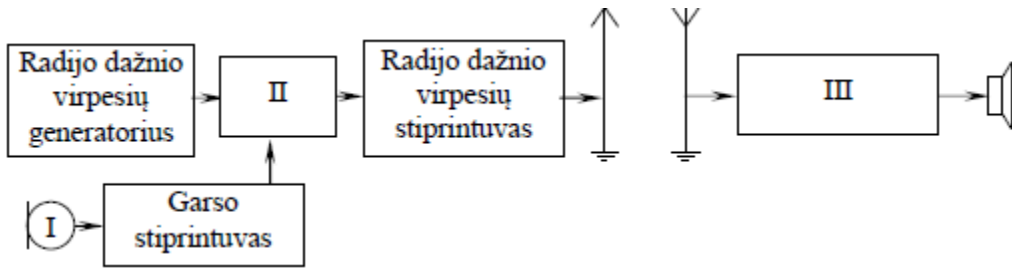 Radijo dažnio
virpesių
generatorius
II
Radijo dažnio
virpesių
stiprintuvas
III
I
Garso
stiprintuvas